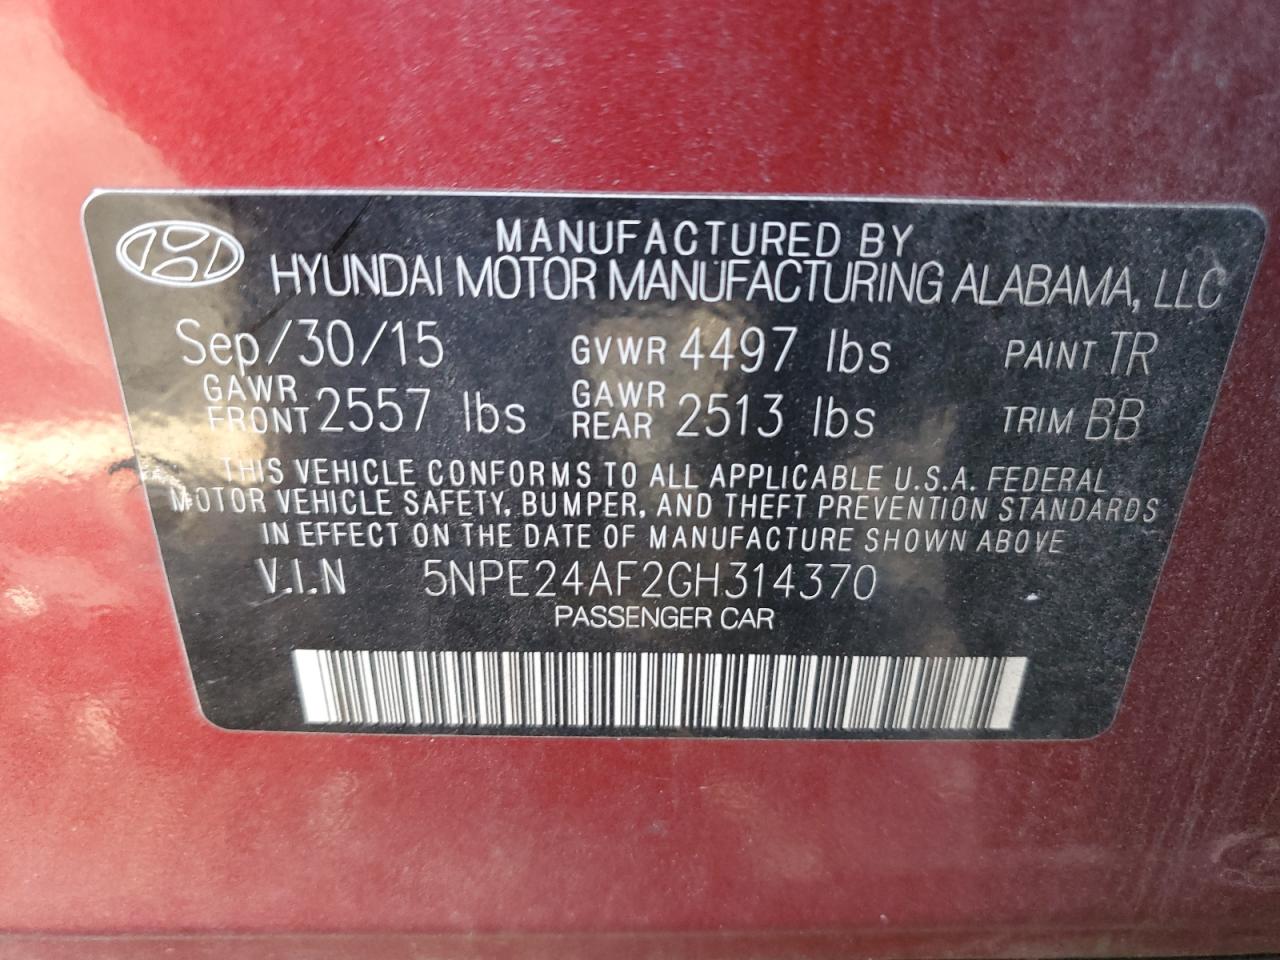 MANUFACTURED BY
HYUNDAI MOTOR MANUFACTURING ALABAMA, LLC
Sep/30/15 GVWR 4497 lbs PAINT TR
GAWR FRONT 2557 lbs GAWR REAR 2513 lbs TRIM BB
THIS VEHICLE CONFORMS TO ALL APPLICABLE U.S.A. FEDERAL
MOTOR VEHICLE SAFETY, BUMPER, AND THEFT PREVENTION STANDARDS
IN EFFECT ON THE DATE OF MANUFACTURE SHOWN ABOVE
V.I.N 5NPE24AF2GH314370
PASSENGER CAR